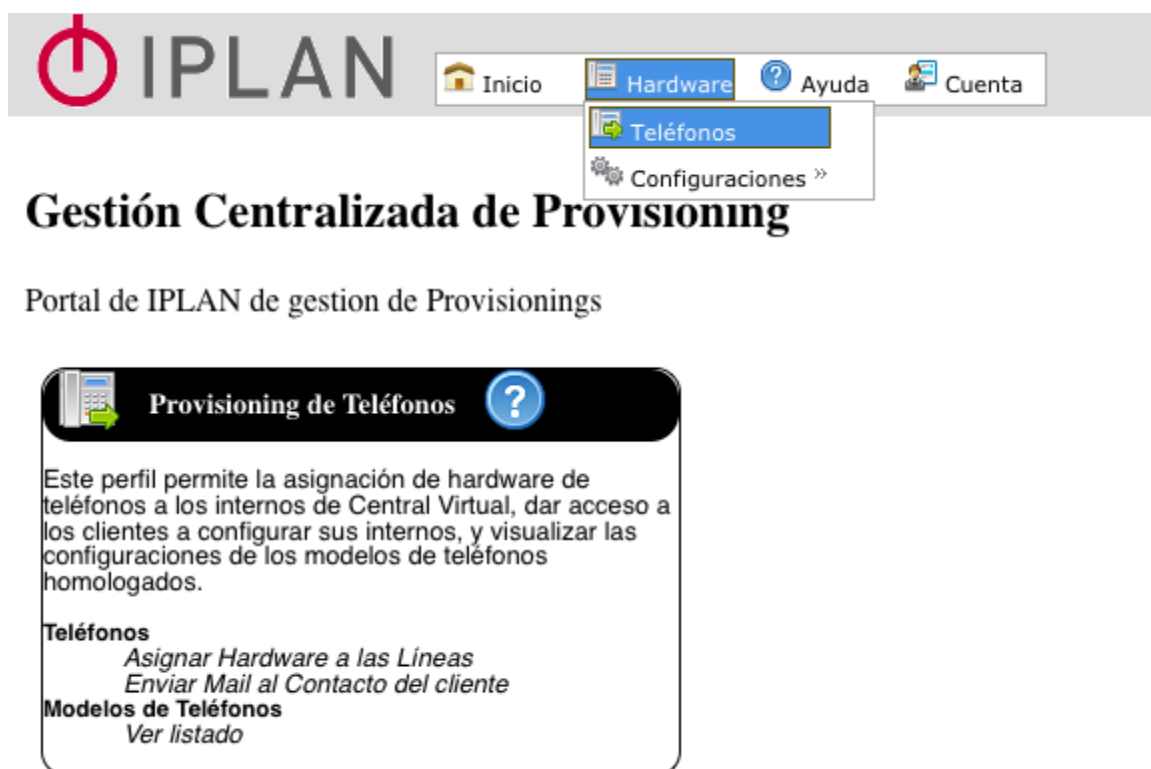 IPLAN
Inicio Hardware Ayuda Cuenta
Teléfonos
Configuraciones »
Gestión Centralizada de Provisioning
Portal de IPLAN de gestion de Provisionings
Provisioning de Teléfonos ?
Este perfil permite la asignación de hardware de
teléfonos a los internos de Central Virtual, dar acceso a
los clientes a configurar sus internos, y visualizar las
configuraciones de los modelos de teléfonos
homologados.
Teléfonos
Asignar Hardware a las Líneas
Enviar Mail al Contacto del cliente
Modelos de Teléfonos
Ver listado